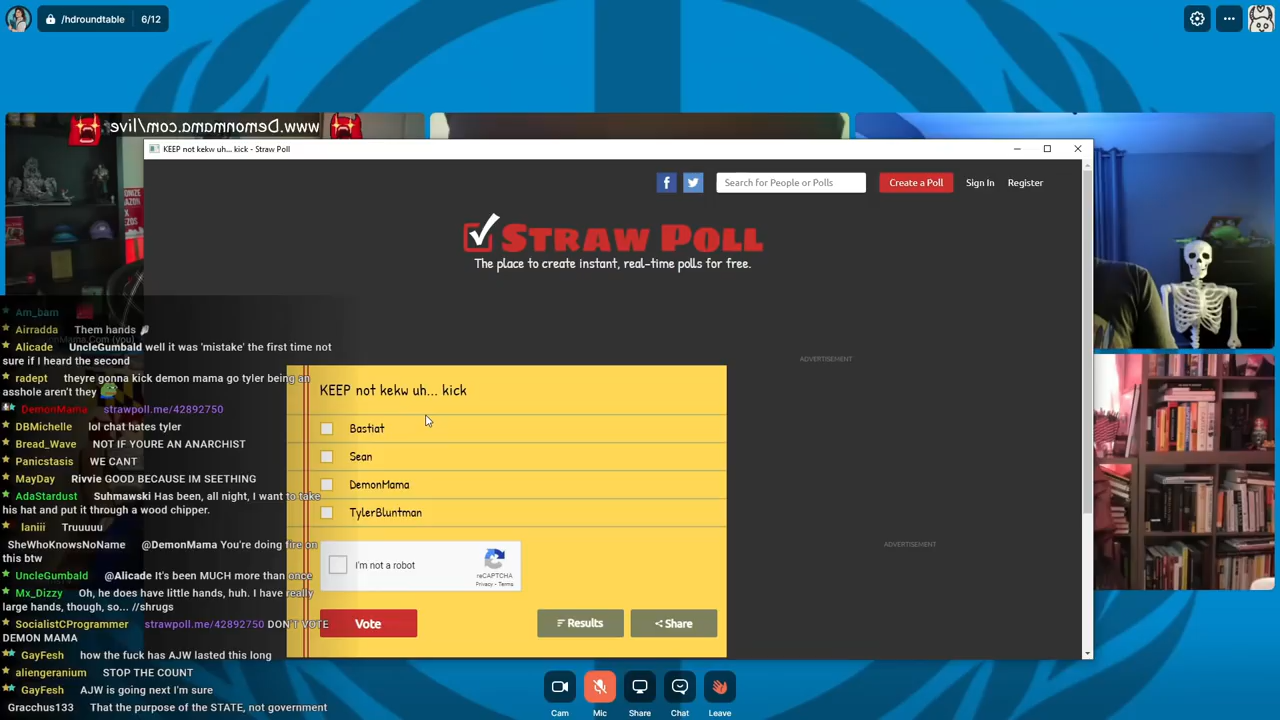 /hdroundtable 6/12
www.Demonmama.com/live
KEEP not kekw uh... kick - Straw Poll
Search for People or Polls
Create a Poll
Sign In
Register
STRAW POLL
The place to create instant, real-time polls for free.
ADVERTISEMENT
KEEP not kekw uh... kick
Bastiat
Sean
DemonMama
TylerBluntman
ADVERTISEMENT
I'm not a robot
reCAPTCHA
Privacy - Terms
Vote
Results
Share
Am_bam
Airradda Them hands
Alicade UncleGumbald well it was 'mistake' the first time not
sure if I heard the second
radept theyre gonna kick demon mama go tyler being an
asshole aren't they
DemonMama strawpoll.me/42892750
DBMichelle lol chat hates tyler
Bread_Wave NOT IF YOURE AN ANARCHIST
Panicstasis WE CANT
MayDay Rivvie GOOD BECAUSE IM SEETHING
AdaStardust Suhmawski Has been, all night, I want to take
his hat and put it through a wood chipper.
laniii Truuuuu
SheWhoKnowsNoName @DemonMama You're doing fire on
this btw
UncleGumbald @Alicade It's been MUCH more than once
Mx_Dizzy Oh, he does have little hands, huh. I have really
large hands, though, so... //shrugs
SocialistCProgrammer strawpoll.me/42892750 DON'T VOTE
DEMON MAMA
GayFesh how the fuck has AJW lasted this long
aliengeranium STOP THE COUNT
GayFesh AJW is going next I'm sure
Gracchus133 That the purpose of the STATE, not government
Cam
Mic
Share
Chat
Leave